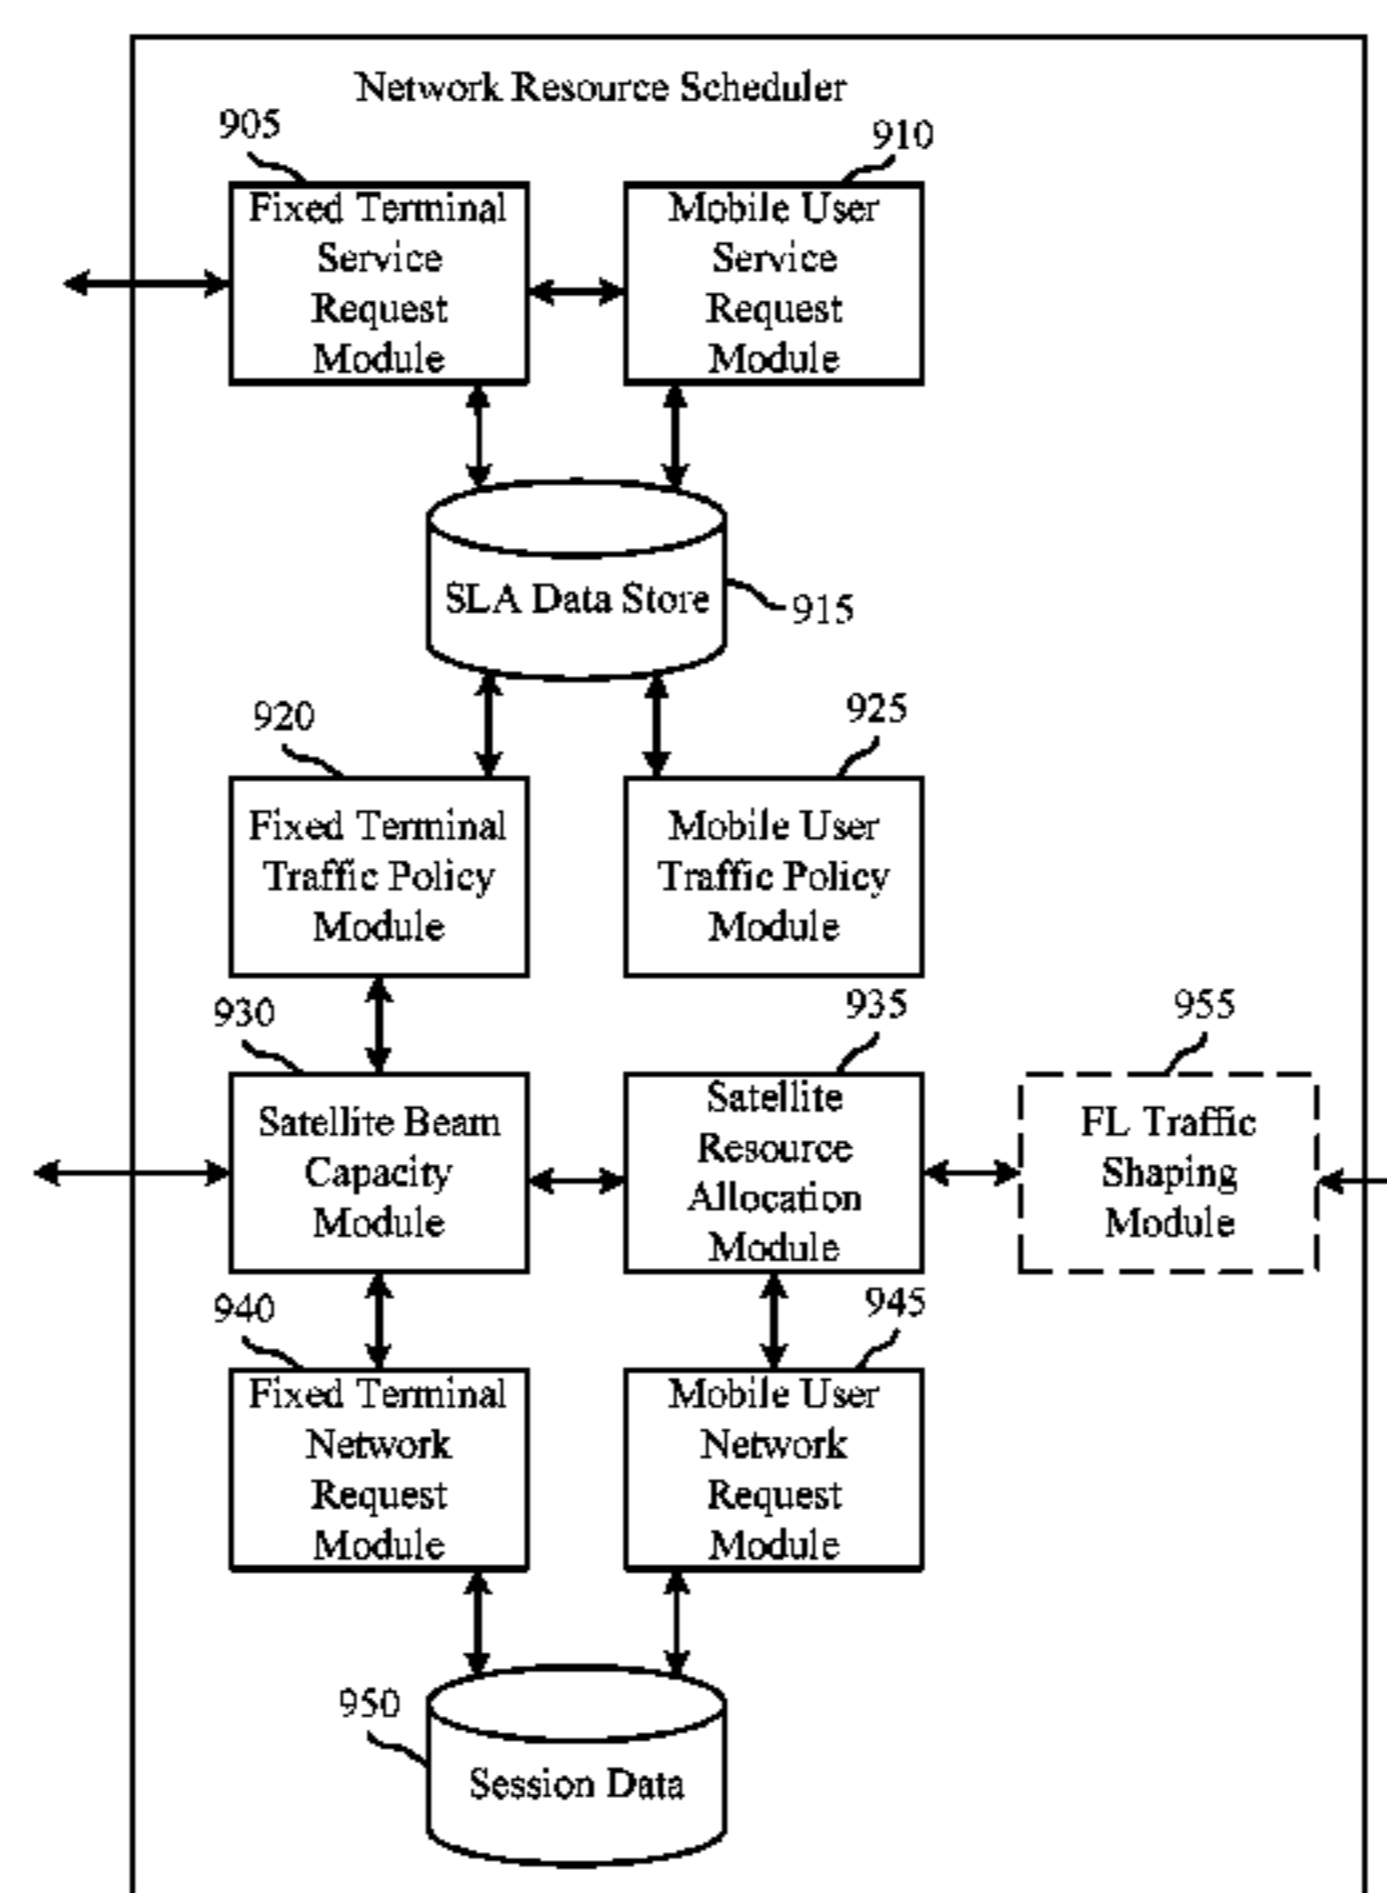 Network Resource Scheduler
905
910
Fixed Terminal
Service
Request
Module
Mobile User
Service
Request
Module
SLA Data Store
915
920
925
Fixed Terminal
Traffic Policy
Module
Mobile User
Traffic Policy
Module
930
935
955
Satellite Beam
Capacity
Module
Satellite
Resource
Allocation
Module
FL Traffic
Shaping
Module
940
945
Fixed Terminal
Network
Request
Module
Mobile User
Network
Request
Module
950
Session Data